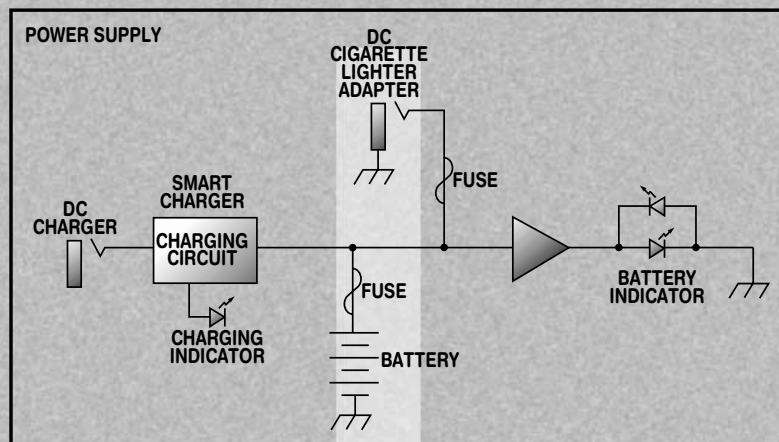 POWER SUPPLY
DC
CIGARETTE
LIGHTER
ADAPTER
FUSE
SMART
CHARGER
DC
CHARGER
CHARGING
CIRCUIT
FUSE
BATTERY
INDICATOR
CHARGING
INDICATOR
BATTERY